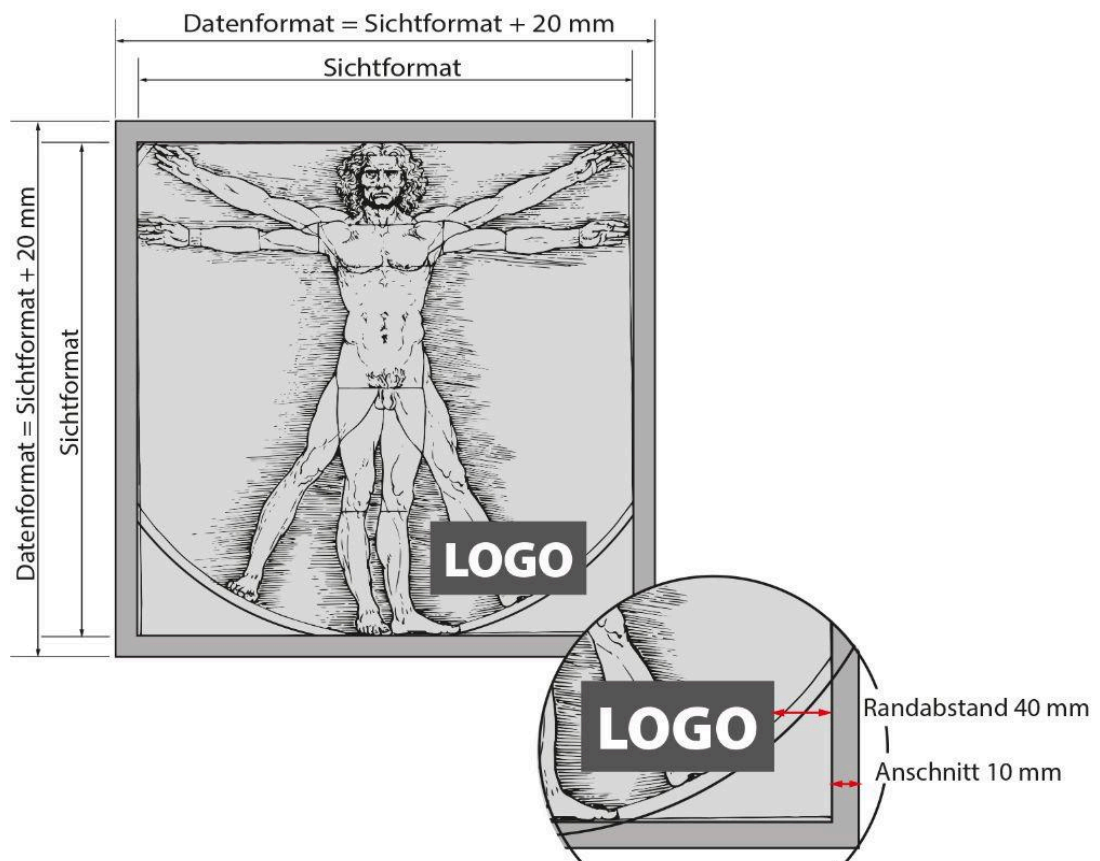 Datenformat = Sichtformat + 20 mm
Sichtformat
Datenformat = Sichtformat + 20 mm
Sichtformat
LOGO
LOGO
Randabstand 40 mm
Anschnitt 10 mm